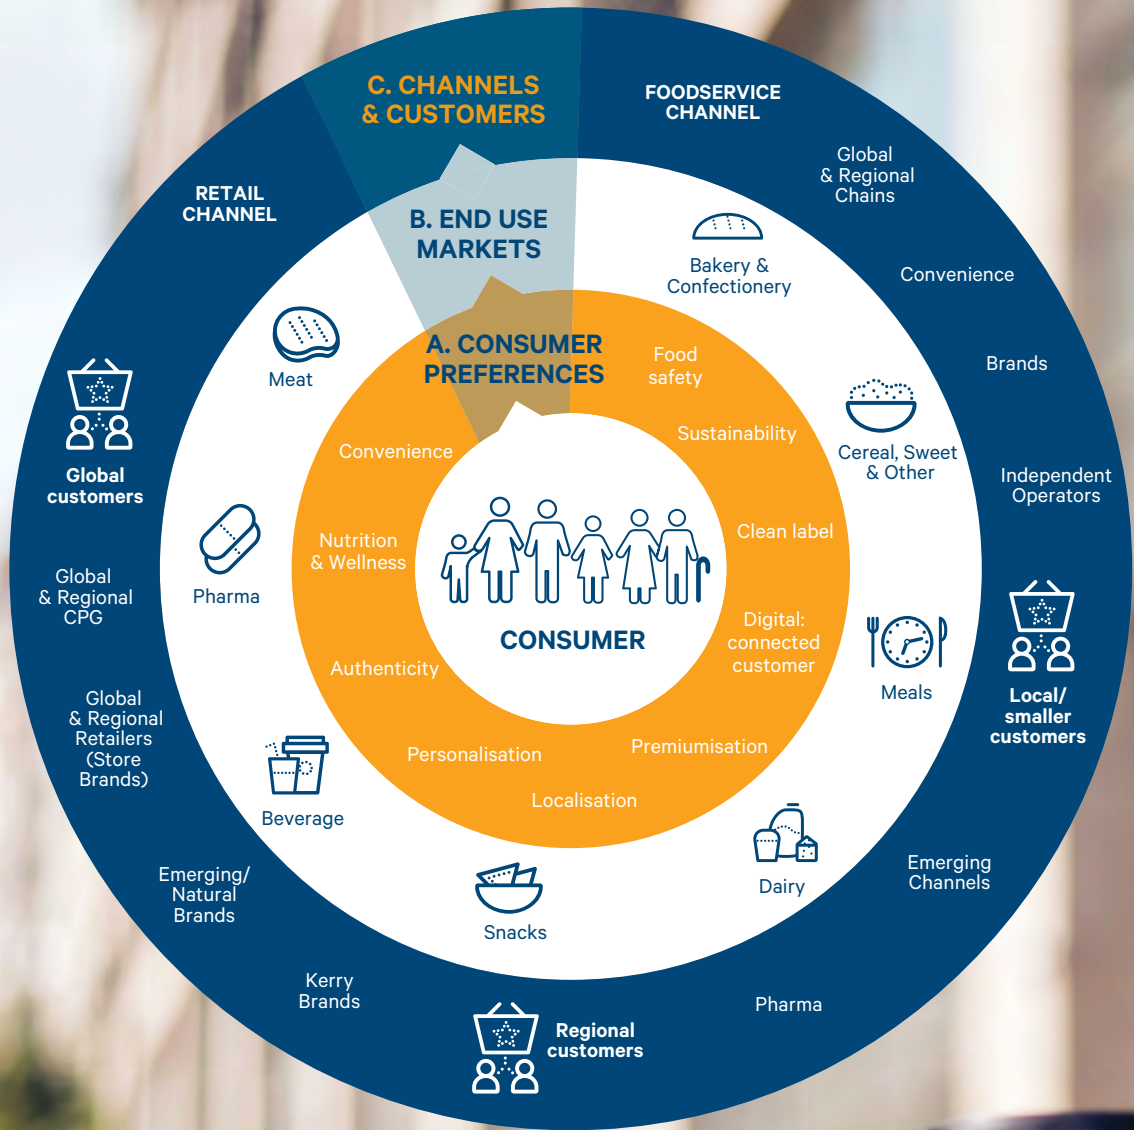 C. CHANNELS
& CUSTOMERS
FOODSERVICE
CHANNEL
Global
& Regional
Chains
Convenience
Brands
Independent
Operators
Local/
smaller
customers
Emerging
Channels
Pharma
Regional
customers
Kerry
Brands
Emerging/
Natural
Brands
Global
& Regional
Retailers
(Store
Brands)
Global
& Regional
CPG
Global
customers
RETAIL
CHANNEL
B. END USE
MARKETS
Bakery &
Confectionery
Cereal, Sweet
& Other
Meals
Dairy
Snacks
Beverage
Pharma
Meat
A. CONSUMER
PREFERENCES
Food
safety
Sustainability
Clean label
Digital:
connected
customer
Premiumisation
Localisation
Personalisation
Authenticity
Nutrition
& Wellness
Convenience
CONSUMER